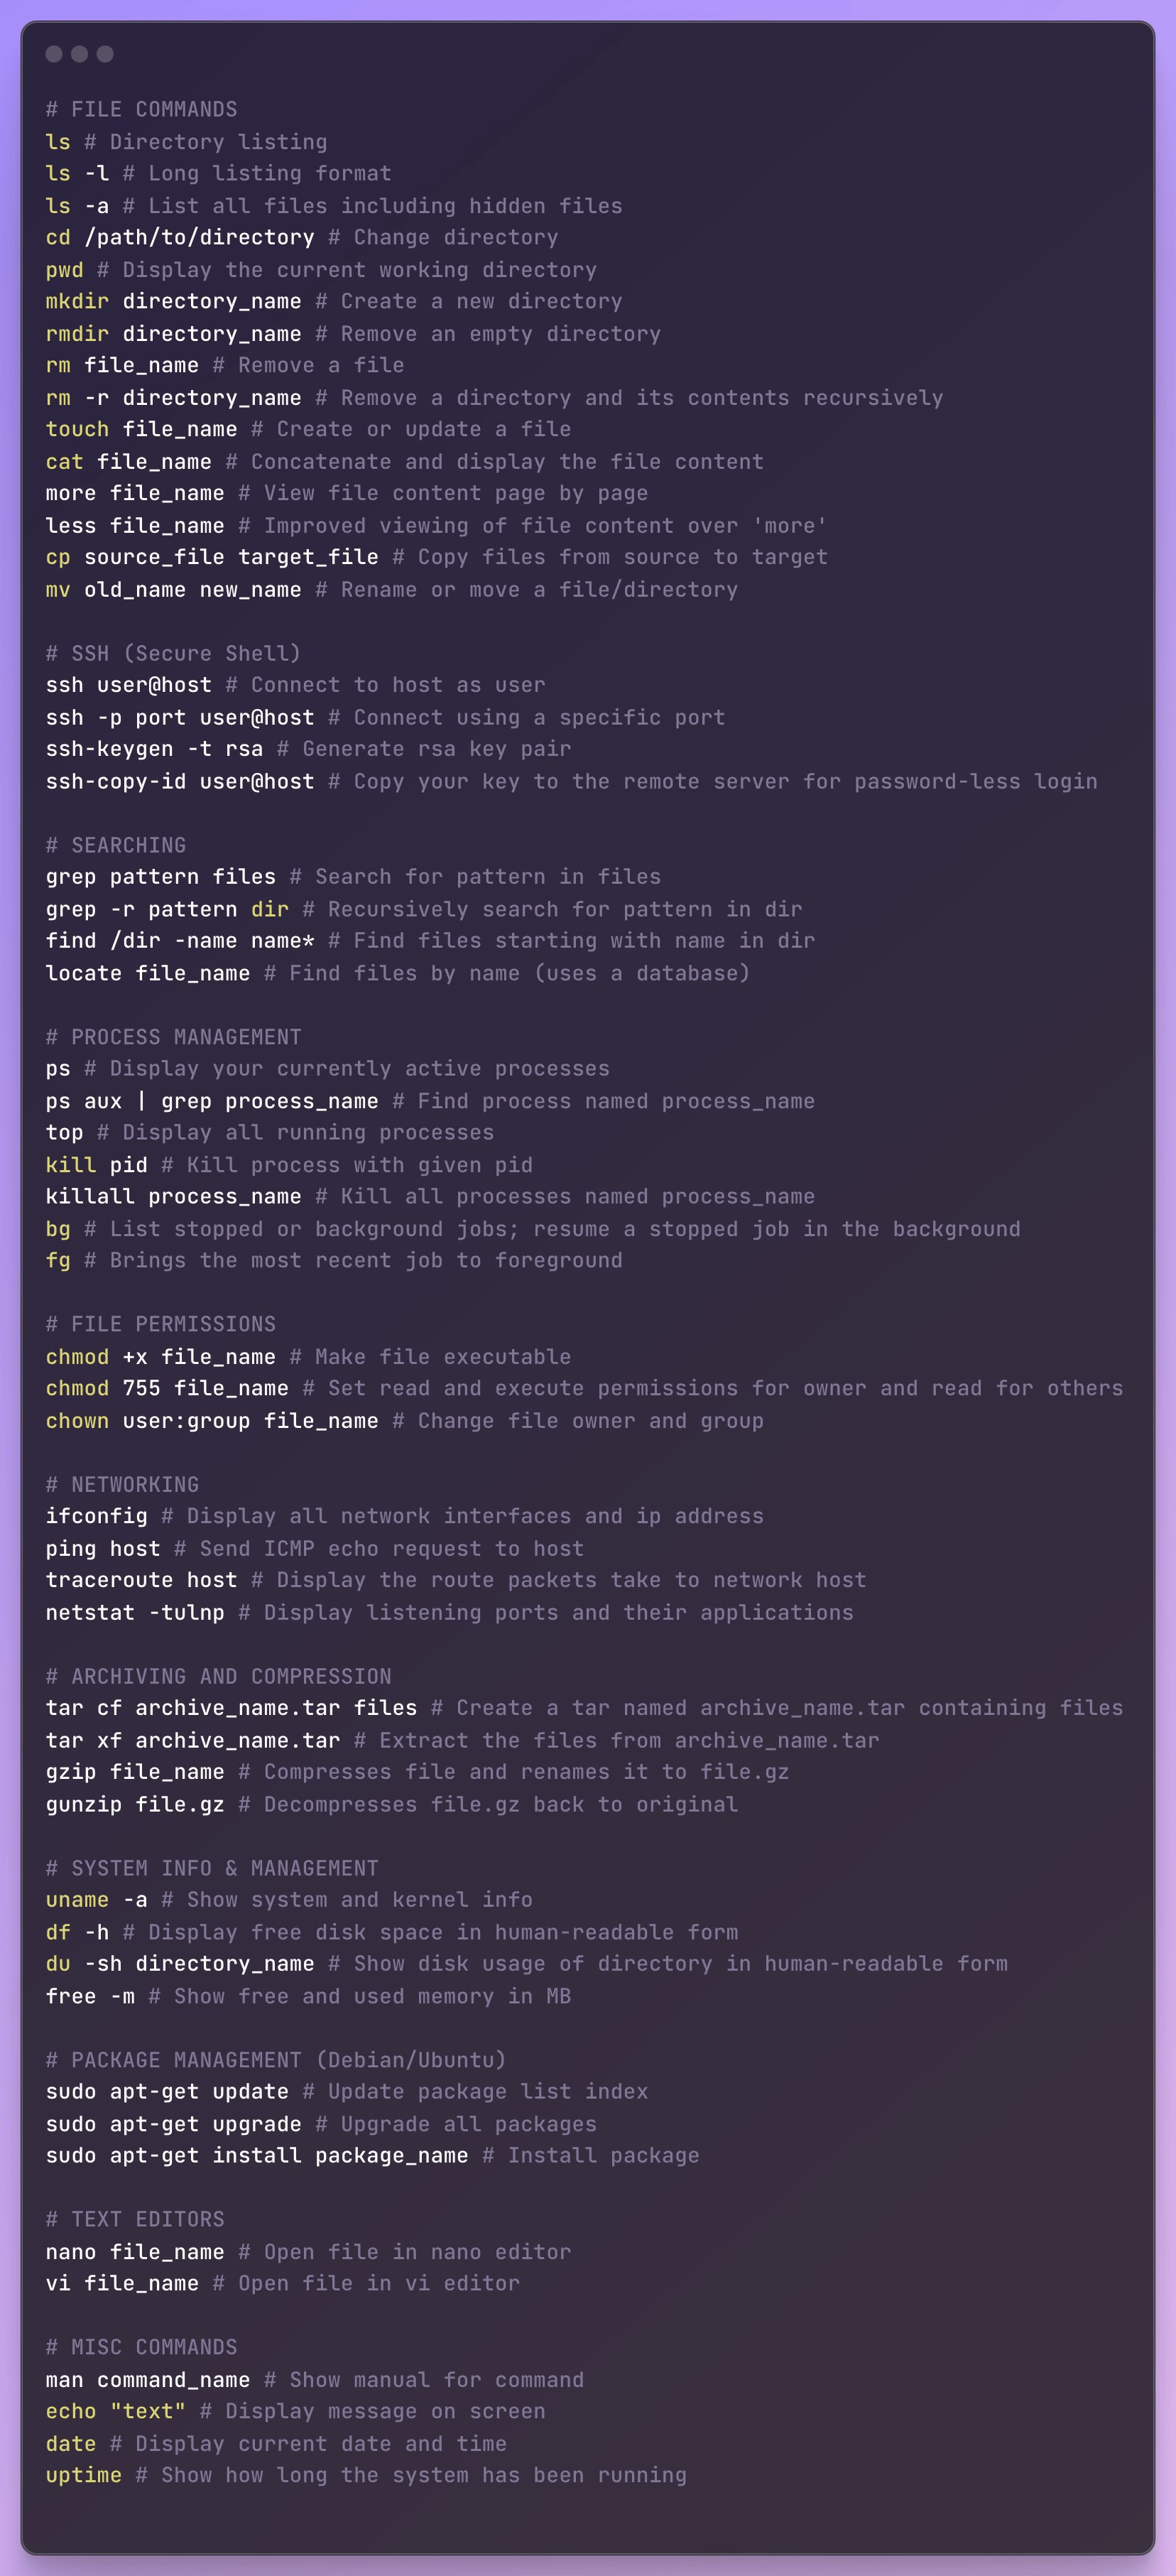 # FILE COMMANDS
ls # Directory listing
ls -l # Long listing format
ls -a # List all files including hidden files
cd /path/to/directory # Change directory
pwd # Display the current working directory
mkdir directory_name # Create a new directory
rmdir directory_name # Remove an empty directory
rm file_name # Remove a file
rm -r directory_name # Remove a directory and its contents recursively
touch file_name # Create or update a file
cat file_name # Concatenate and display the file content
more file_name # View file content page by page
less file_name # Improved viewing of file content over 'more'
cp source_file target_file # Copy files from source to target
mv old_name new_name # Rename or move a file/directory

# SSH (Secure Shell)
ssh user@host # Connect to host as user
ssh -p port user@host # Connect using a specific port
ssh-keygen -t rsa # Generate rsa key pair
ssh-copy-id user@host # Copy your key to the remote server for password-less login

# SEARCHING
grep pattern files # Search for pattern in files
grep -r pattern dir # Recursively search for pattern in dir
find /dir -name name* # Find files starting with name in dir
locate file_name # Find files by name (uses a database)

# PROCESS MANAGEMENT
ps # Display your currently active processes
ps aux | grep process_name # Find process named process_name
top # Display all running processes
kill pid # Kill process with given pid
killall process_name # Kill all processes named process_name
bg # List stopped or background jobs; resume a stopped job in the background
fg # Brings the most recent job to foreground

# FILE PERMISSIONS
chmod +x file_name # Make file executable
chmod 755 file_name # Set read and execute permissions for owner and read for others
chown user:group file_name # Change file owner and group

# NETWORKING
ifconfig # Display all network interfaces and ip address
ping host # Send ICMP echo request to host
traceroute host # Display the route packets take to network host
netstat -tulnp # Display listening ports and their applications

# ARCHIVING AND COMPRESSION
tar cf archive_name.tar files # Create a tar named archive_name.tar containing files
tar xf archive_name.tar # Extract the files from archive_name.tar
gzip file_name # Compresses file and renames it to file.gz
gunzip file.gz # Decompresses file.gz back to original

# SYSTEM INFO & MANAGEMENT
uname -a # Show system and kernel info
df -h # Display free disk space in human-readable form
du -sh directory_name # Show disk usage of directory in human-readable form
free -m # Show free and used memory in MB

# PACKAGE MANAGEMENT (Debian/Ubuntu)
sudo apt-get update # Update package list index
sudo apt-get upgrade # Upgrade all packages
sudo apt-get install package_name # Install package

# TEXT EDITORS
nano file_name # Open file in nano editor
vi file_name # Open file in vi editor

# MISC COMMANDS
man command_name # Show manual for command
echo "text" # Display message on screen
date # Display current date and time
uptime # Show how long the system has been running